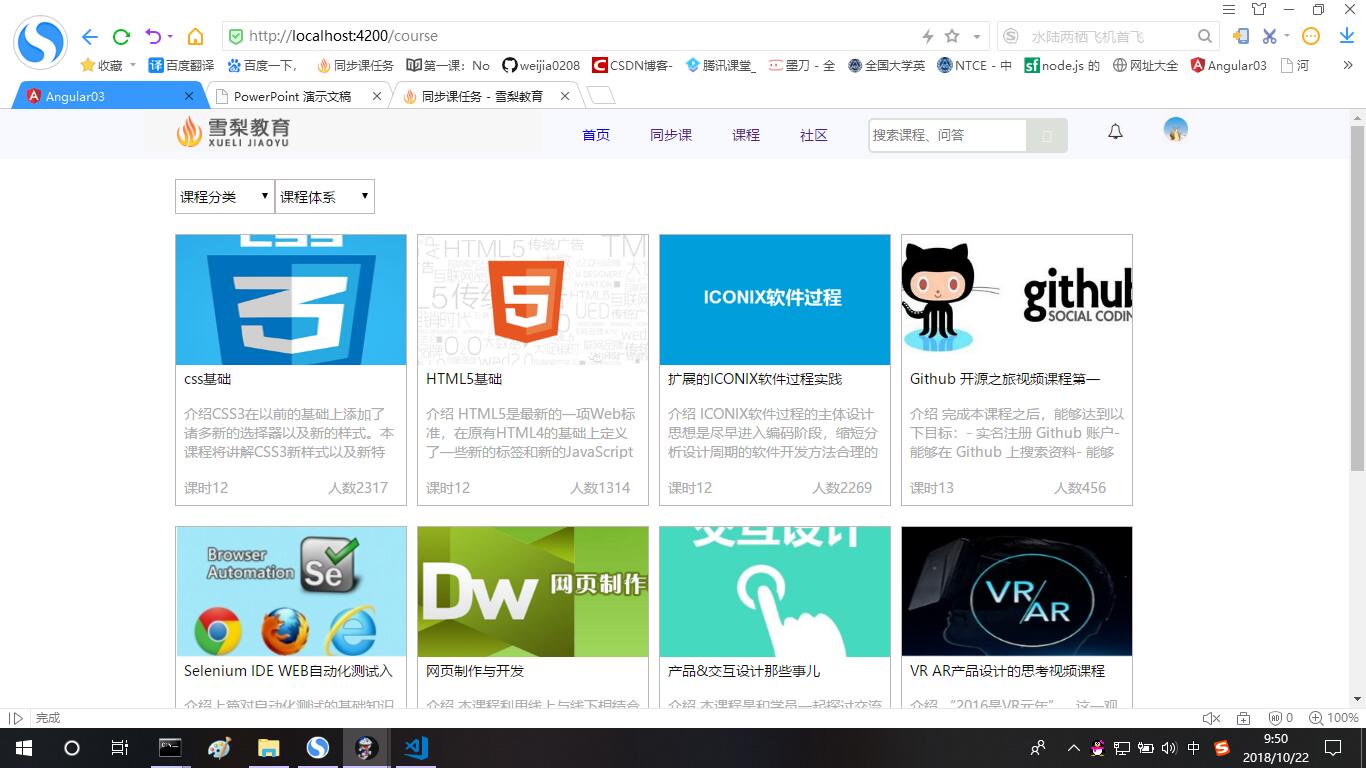 http://localhost:4200/course
水陆两栖飞机首飞
收藏 百度翻译 百度一下, 同步课任务 第一课: No weijia0208 CSDN博客- 腾讯课堂_ 墨刀 - 全 全国大学英 NTCE - 中 node.js 的 网址大全 Angular03 河
Angular03 PowerPoint 演示文稿 同步课任务 - 雪梨教育
雪梨教育
XUELI JIAOYU
首页 同步课 课程 社区 搜索课程、问答
课程分类 课程体系
HTML5 传统广告
ICONIX软件过程
github
SOCIAL CODIN
css基础 HTML5基础 扩展的ICONIX软件过程实践 Github 开源之旅视频课程第一
介绍CSS3在以前的基础上添加了
诸多新的选择器以及新的样式。本
课程将讲解CSS3新样式以及新特
介绍 HTML5是最新的一项Web标
准，在原有HTML4的基础上定义
了一些新的标签和新的JavaScript
介绍 ICONIX软件过程的主体设计
思想是尽早进入编码阶段，缩短分
析设计周期的软件开发方法合理的
介绍 完成本课程之后，能够达到以
下目标：- 实名注册 Github 账户-
能够在 Github 上搜索资料- 能够
课时12 人数2317 课时12 人数1314 课时12 人数2269 课时13 人数456
Browser
Automation Se
Dw 网页制作
交互设计
VR/AR
Selenium IDE WEB自动化测试入 网页制作与开发 产品&交互设计那些事儿 VR AR产品设计的思考视频课程
介绍上篇对自动化测试的基础知识 介绍 本课程利用线上与线下相结合 介绍 本课程是和学员一起探讨交流 介绍 “2016是VR元年”，这一观
完成 0 100%
中 9:50
2018/10/22